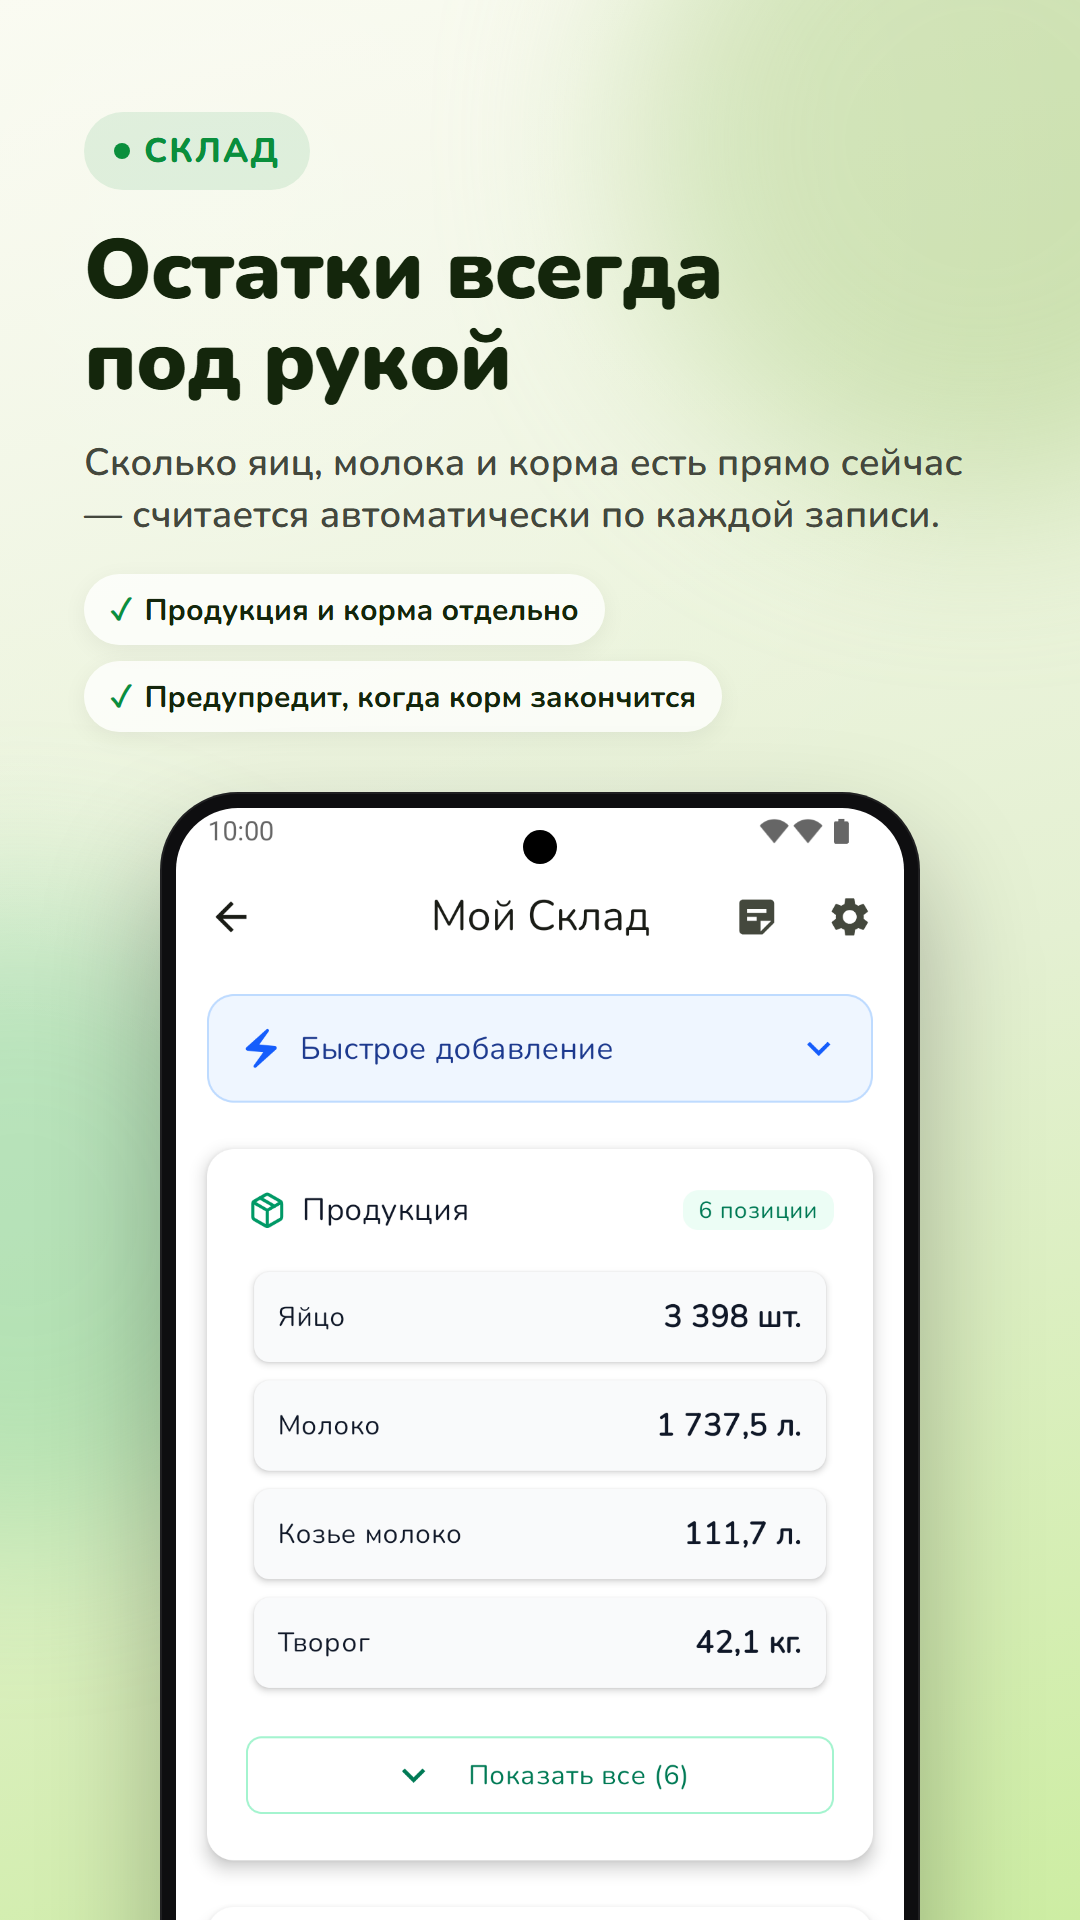 СКЛАД
Остатки всегда
под рукой
Сколько яиц, молока и корма есть прямо сейчас
— считается автоматически по каждой записи.
✓ Продукция и корма отдельно
✓ Предупредит, когда корм закончится
10:00
Мой Склад
Быстрое добавление
Продукция
6 позиции
Яйцо
3 398 шт.
Молоко
1 737,5 л.
Козье молоко
111,7 л.
Творог
42,1 кг.
Показать все (6)